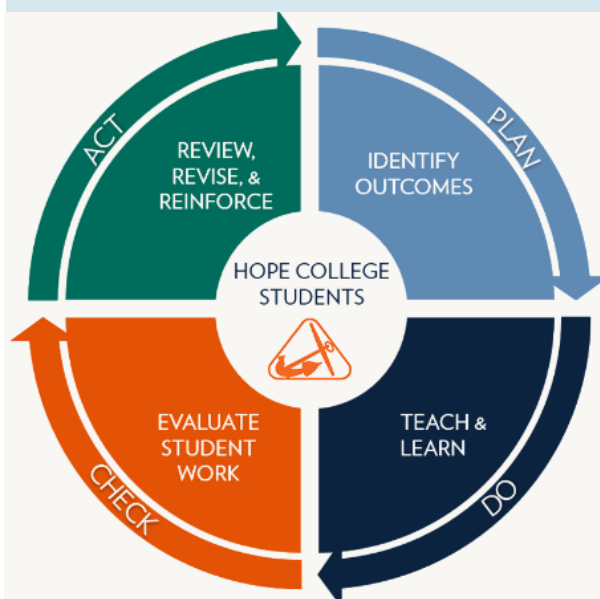 ACT
REVIEW,
REVISE, &
REINFORCE
PLAN
IDENTIFY
OUTCOMES
HOPE COLLEGE
STUDENTS
EVALUATE
STUDENT
WORK
CHECK
TEACH &
LEARN
DO